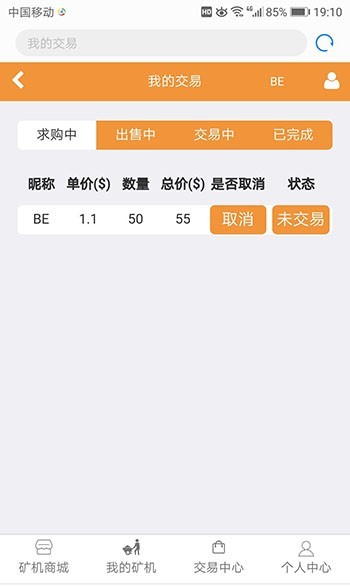 中国移动 HD 4G 85% 19:10
我的交易
我的交易 BE
求购中 出售中 交易中 已完成
昵称 单价($) 数量 总价($) 是否取消 状态
BE 1.1 50 55 取消 未交易
矿机商城 我的矿机 交易中心 个人中心